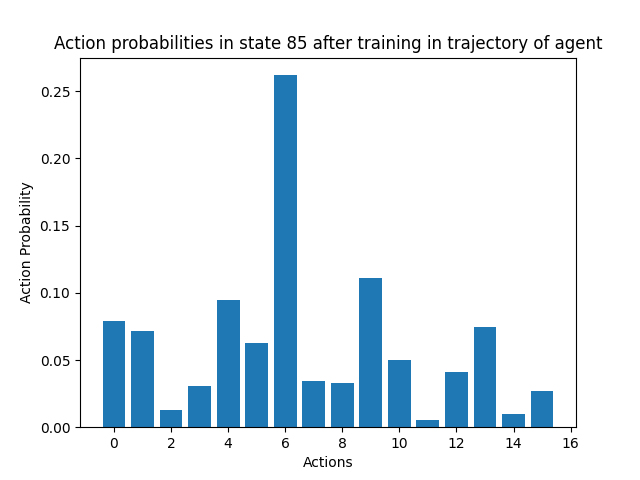 Action probabilities in state 85 after training in trajectory of agent
0.25
0.20
0.15
0.10
0.05
0.00
Action Probability
0 2 4 6 8 10 12 14 16
Actions